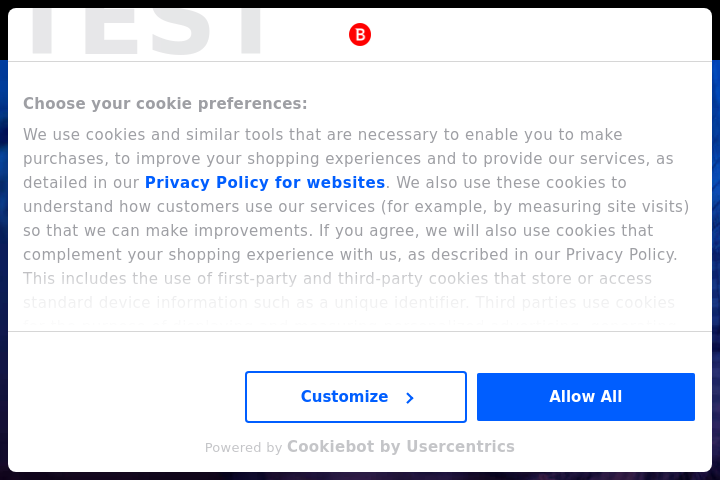 TEST
B
Choose your cookie preferences:
We use cookies and similar tools that are necessary to enable you to make
purchases, to improve your shopping experiences and to provide our services, as
detailed in our Privacy Policy for websites. We also use these cookies to
understand how customers use our services (for example, by measuring site visits)
so that we can make improvements. If you agree, we will also use cookies that
complement your shopping experience with us, as described in our Privacy Policy.
This includes the use of first-party and third-party cookies that store or access
standard device information such as a unique identifier. Third parties use cookies
Customize
Allow All
Powered by Cookiebot by Usercentrics